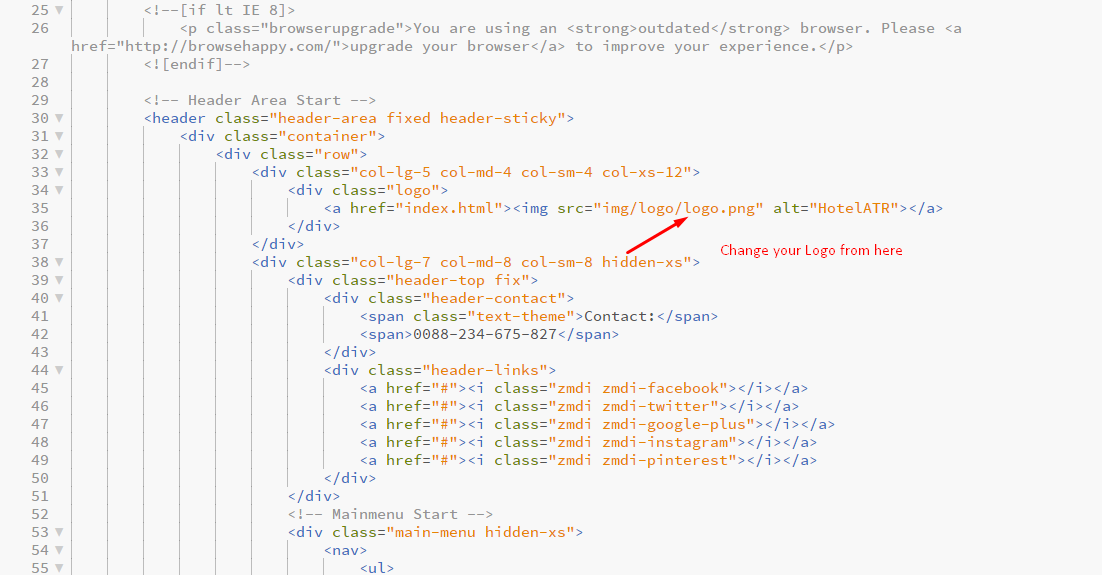 25 <!--[if lt IE 8]>
26 <p class="browserupgrade">You are using an <strong>outdated</strong> browser. Please <a
href="http://browsehappy.com/">upgrade your browser</a> to improve your experience.</p>
27 <![endif]-->
28
29 <!-- Header Area Start -->
30 <header class="header-area fixed header-sticky">
31 <div class="container">
32 <div class="row">
33 <div class="col-lg-5 col-md-4 col-sm-4 col-xs-12">
34 <div class="logo">
35 <a href="index.html"><img src="img/logo/logo.png" alt="HotelATR"></a>
36 </div>
37 </div>
Change your Logo from here
38 <div class="col-lg-7 col-md-8 col-sm-8 hidden-xs">
39 <div class="header-top fix">
40 <div class="header-contact">
41 <span class="text-theme">Contact:</span>
42 <span>0088-234-675-827</span>
43 </div>
44 <div class="header-links">
45 <a href="#"><i class="zmdi zmdi-facebook"></i></a>
46 <a href="#"><i class="zmdi zmdi-twitter"></i></a>
47 <a href="#"><i class="zmdi zmdi-google-plus"></i></a>
48 <a href="#"><i class="zmdi zmdi-instagram"></i></a>
49 <a href="#"><i class="zmdi zmdi-pinterest"></i></a>
50 </div>
51 </div>
52 <!-- Mainmenu Start -->
53 <div class="main-menu hidden-xs">
54 <nav>
55 <ul>